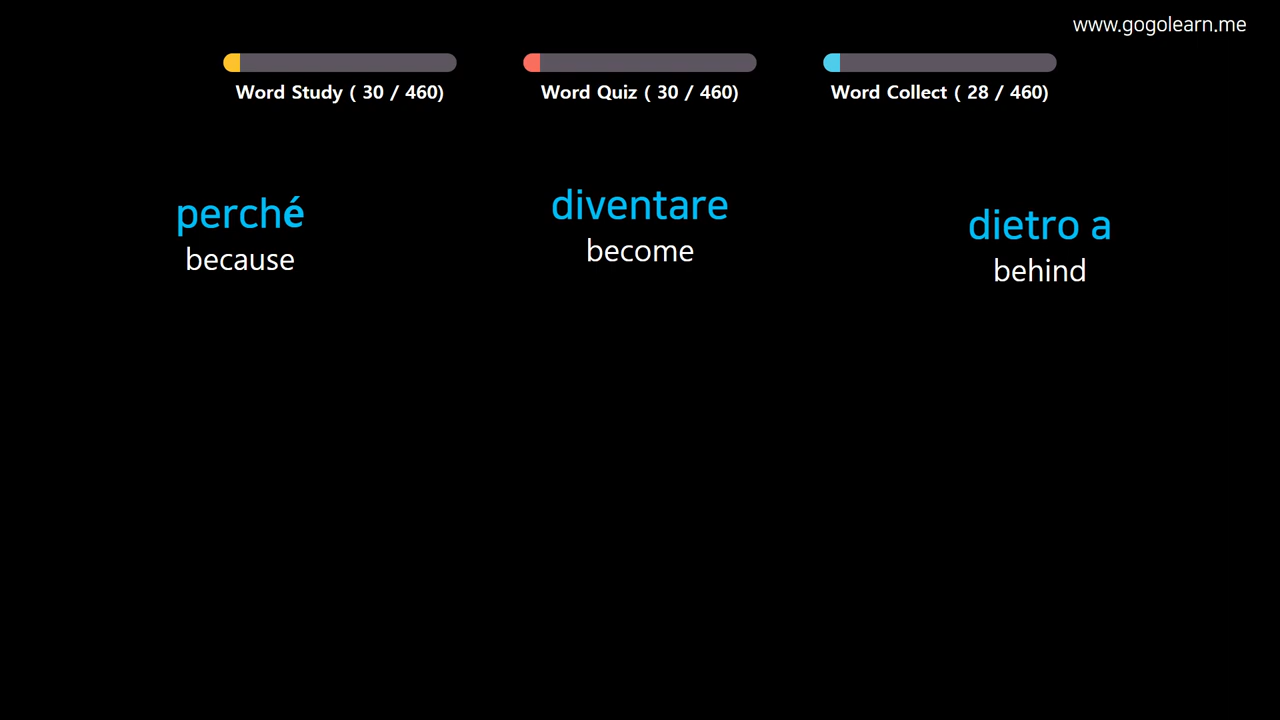 www.gogolearn.me
Word Study ( 30 / 460)
Word Quiz ( 30 / 460)
Word Collect ( 28 / 460)
perché
because
diventare
become
dietro a
behind